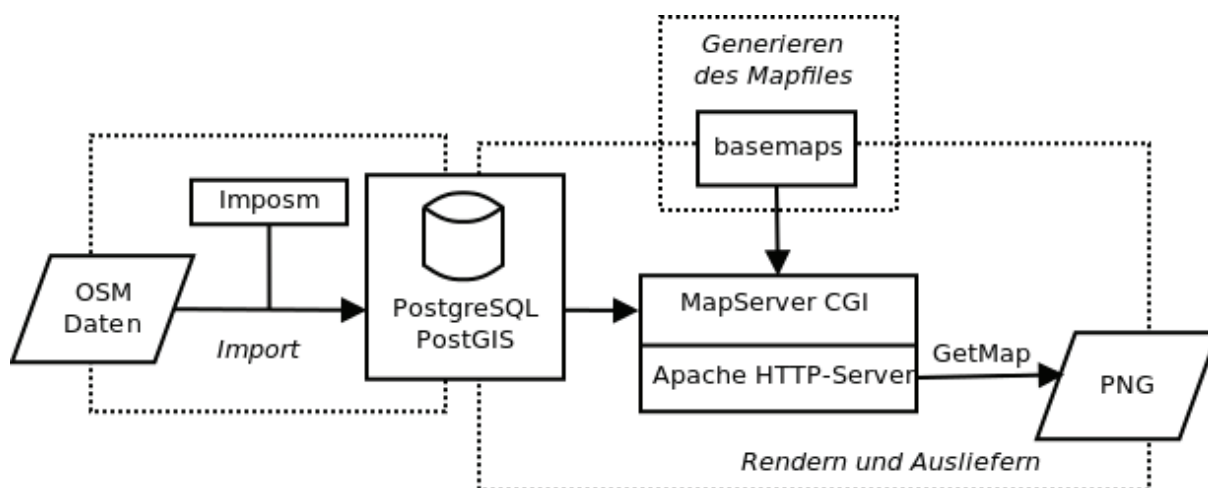 Generieren
des Mapfiles
basemaps
Imposm
OSM
Daten
Import
PostgreSQL
PostGIS
MapServer CGI
Apache HTTP-Server
GetMap
PNG
Rendern und Ausliefern